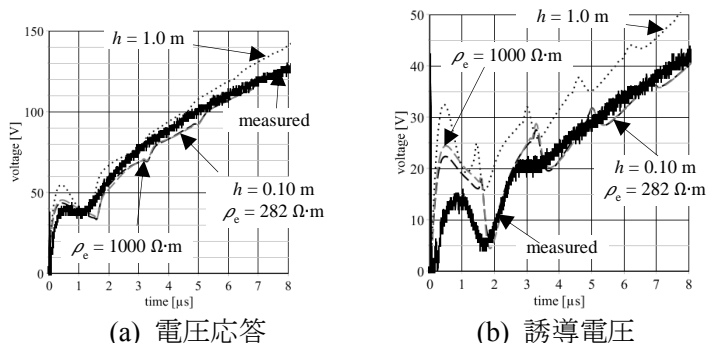 150
100
50
0
voltage [V]
h = 1.0 m
measured
h = 0.10 m
ρe = 282 Ω·m
ρe = 1000 Ω·m
0 1 2 3 4 5 6 7 8
time [µs]
(a) 電圧応答
50
40
30
20
10
0
voltage [V]
h = 1.0 m
ρe = 1000 Ω·m
h = 0.10 m
ρe = 282 Ω·m
measured
0 1 2 3 4 5 6 7 8
time [µs]
(b) 誘導電圧